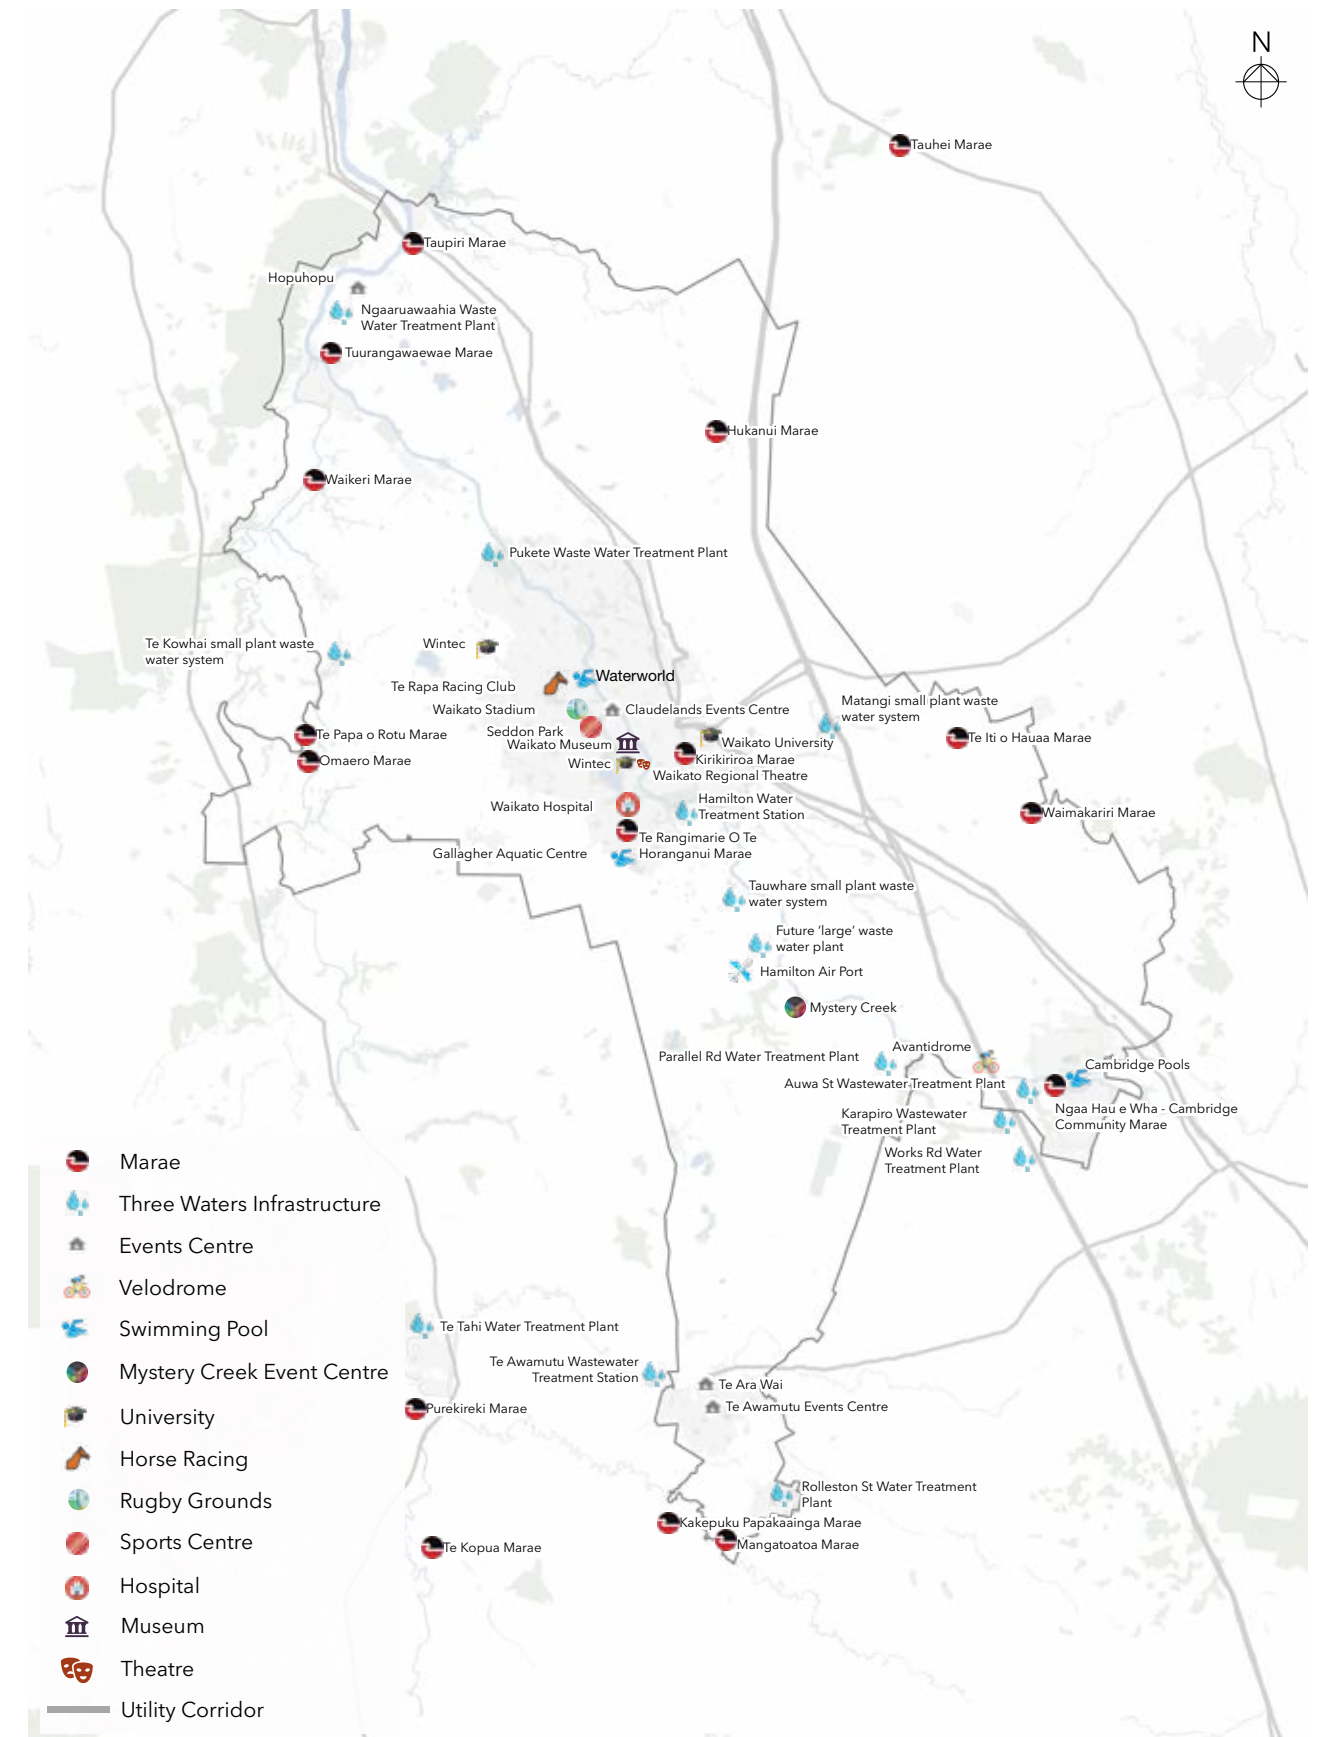 N
Tauhei Marae
Taupiri Marae
Hopuhopu
Ngaaruawaahia Waste
Water Treatment Plant
Tuurangawaewae Marae
Hukanui Marae
Waikeri Marae
Pukete Waste Water Treatment Plant
Te Kowhai small plant waste
water system
Wintec
Waterworld
Te Rapa Racing Club
Waikato Stadium
Claudelands Events Centre
Matangi small plant waste
water system
Seddon Park
Waikato Museum
Waikato University
Te Papa o Rotu Marae
Te Iti o Hauaa Marae
Omaero Marae
Wintec
Kirikiriroa Marae
Waikato Regional Theatre
Waikato Hospital
Hamilton Water
Treatment Station
Waimakariri Marae
Te Rangimarie O Te
Horanganui Marae
Gallagher Aquatic Centre
Tauwhare small plant waste
water system
Future ‘large’ waste
water plant
Hamilton Air Port
Mystery Creek
Parallel Rd Water Treatment Plant
Avantidrome
Cambridge Pools
Auwa St Wastewater Treatment Plant
Ngaa Hau e Wha - Cambridge
Community Marae
Karapiro Wastewater
Treatment Plant
Works Rd Water
Treatment Plant
Te Tahi Water Treatment Plant
Te Awamutu Wastewater
Treatment Station
Te Ara Wai
Te Awamutu Events Centre
Purekireki Marae
Rolleston St Water Treatment
Plant
Kakepuku Papakaainga Marae
Mangatoatoa Marae
Te Kopua Marae
Marae
Three Waters Infrastructure
Events Centre
Velodrome
Swimming Pool
Mystery Creek Event Centre
University
Horse Racing
Rugby Grounds
Sports Centre
Hospital
Museum
Theatre
Utility Corridor